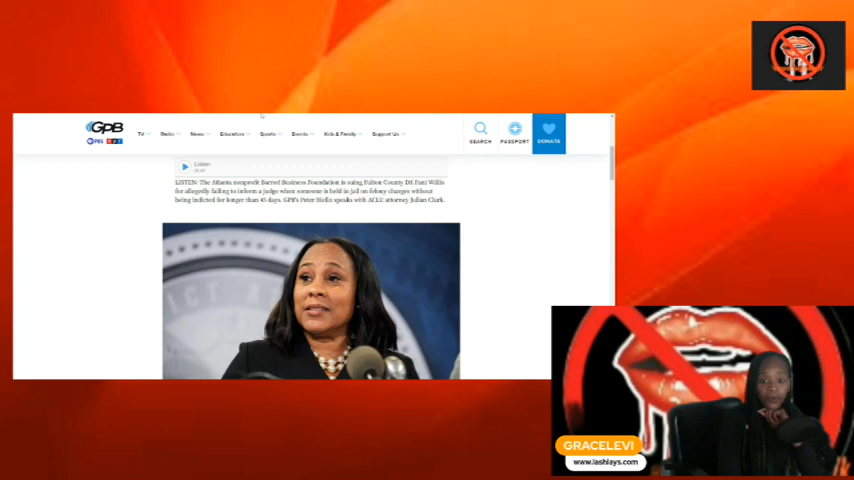 GPB
PBS
TV
Radio
News
Education
Sports
Events
Kids & Family
Support Us
SEARCH
PASSPORT
DONATE
Listen
LISTEN: The Atlanta nonprofit Barred Business Foundation is suing Fulton County DA Fani Willis
for allegedly failing to inform a judge when someone is held in jail on felony charges without
being indicted for longer than 45 days. GPB's Peter Biello speaks with ACLU attorney Julian Clark.
GRACELEVI
www.lashlays.com